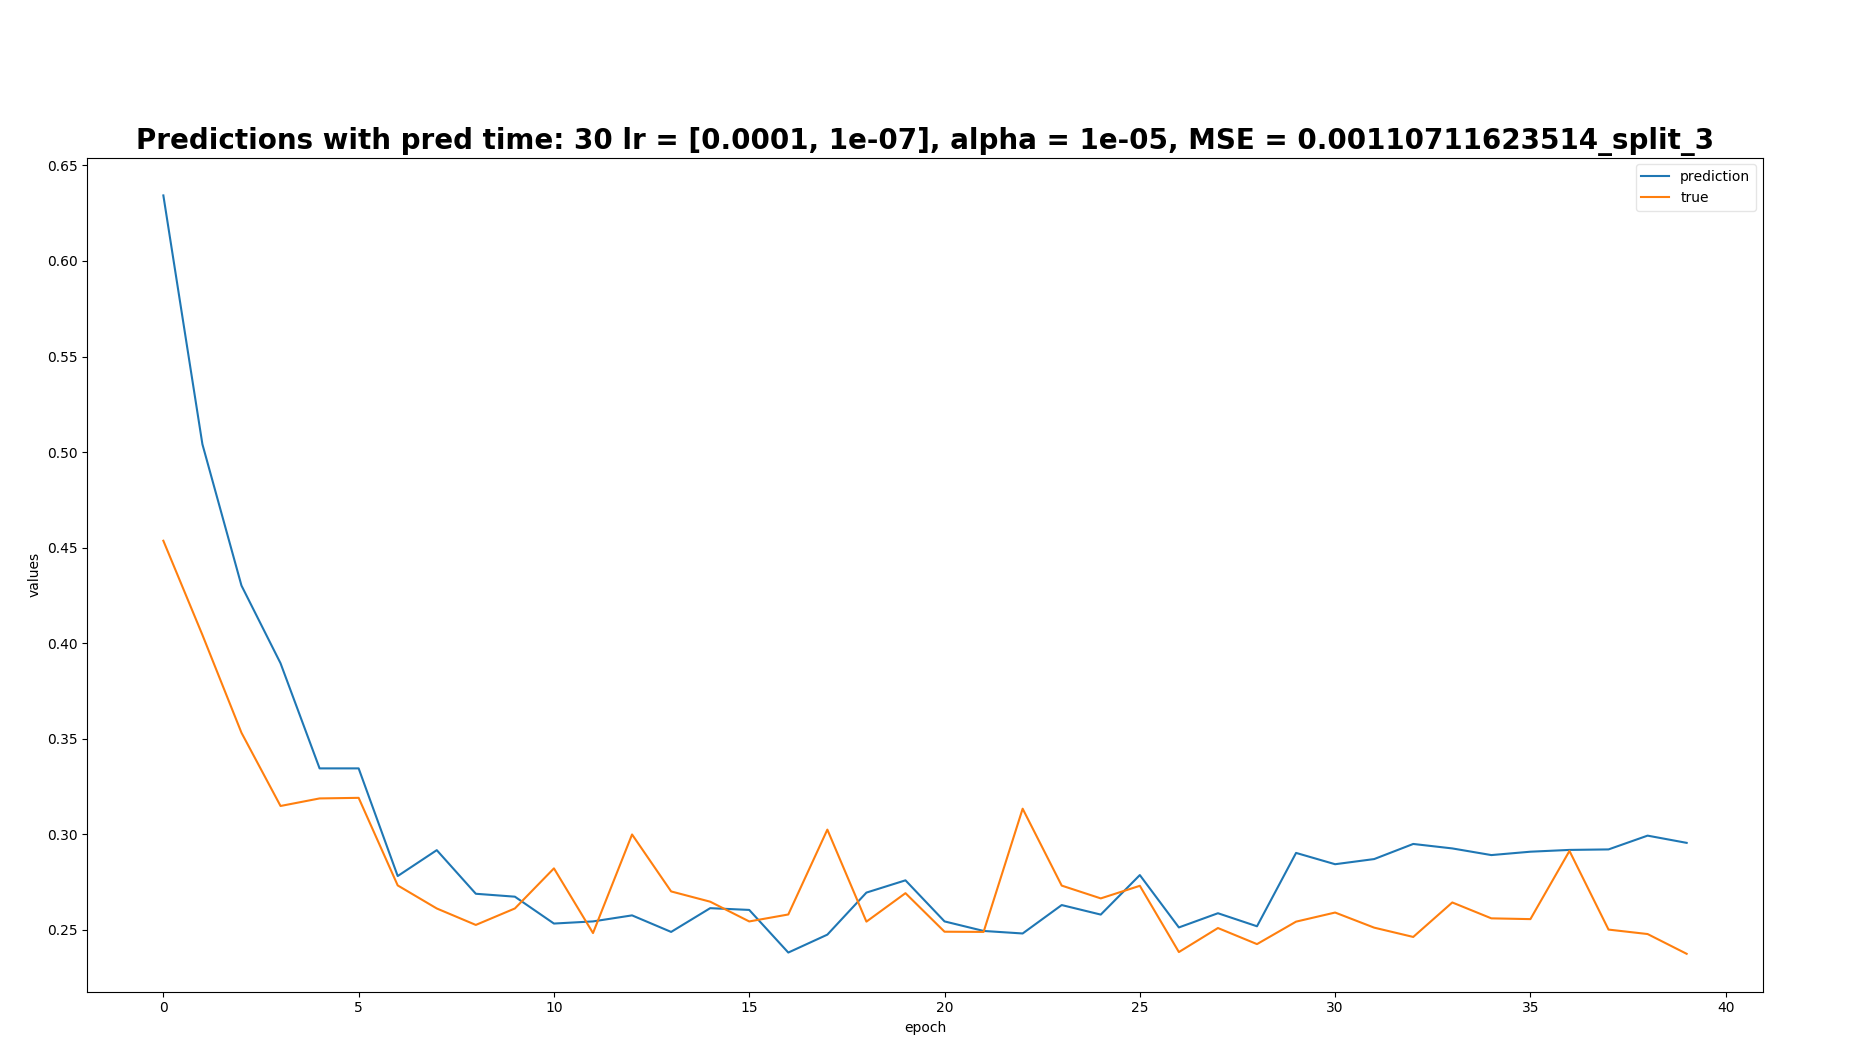 Predictions with pred time: 30 lr = [0.0001, 1e-07], alpha = 1e-05, MSE = 0.00110711623514_split_3
prediction
true
0.65
0.60
0.55
0.50
0.45
0.40
0.35
0.30
0.25
values
0 5 10 15 20 25 30 35 40
epoch